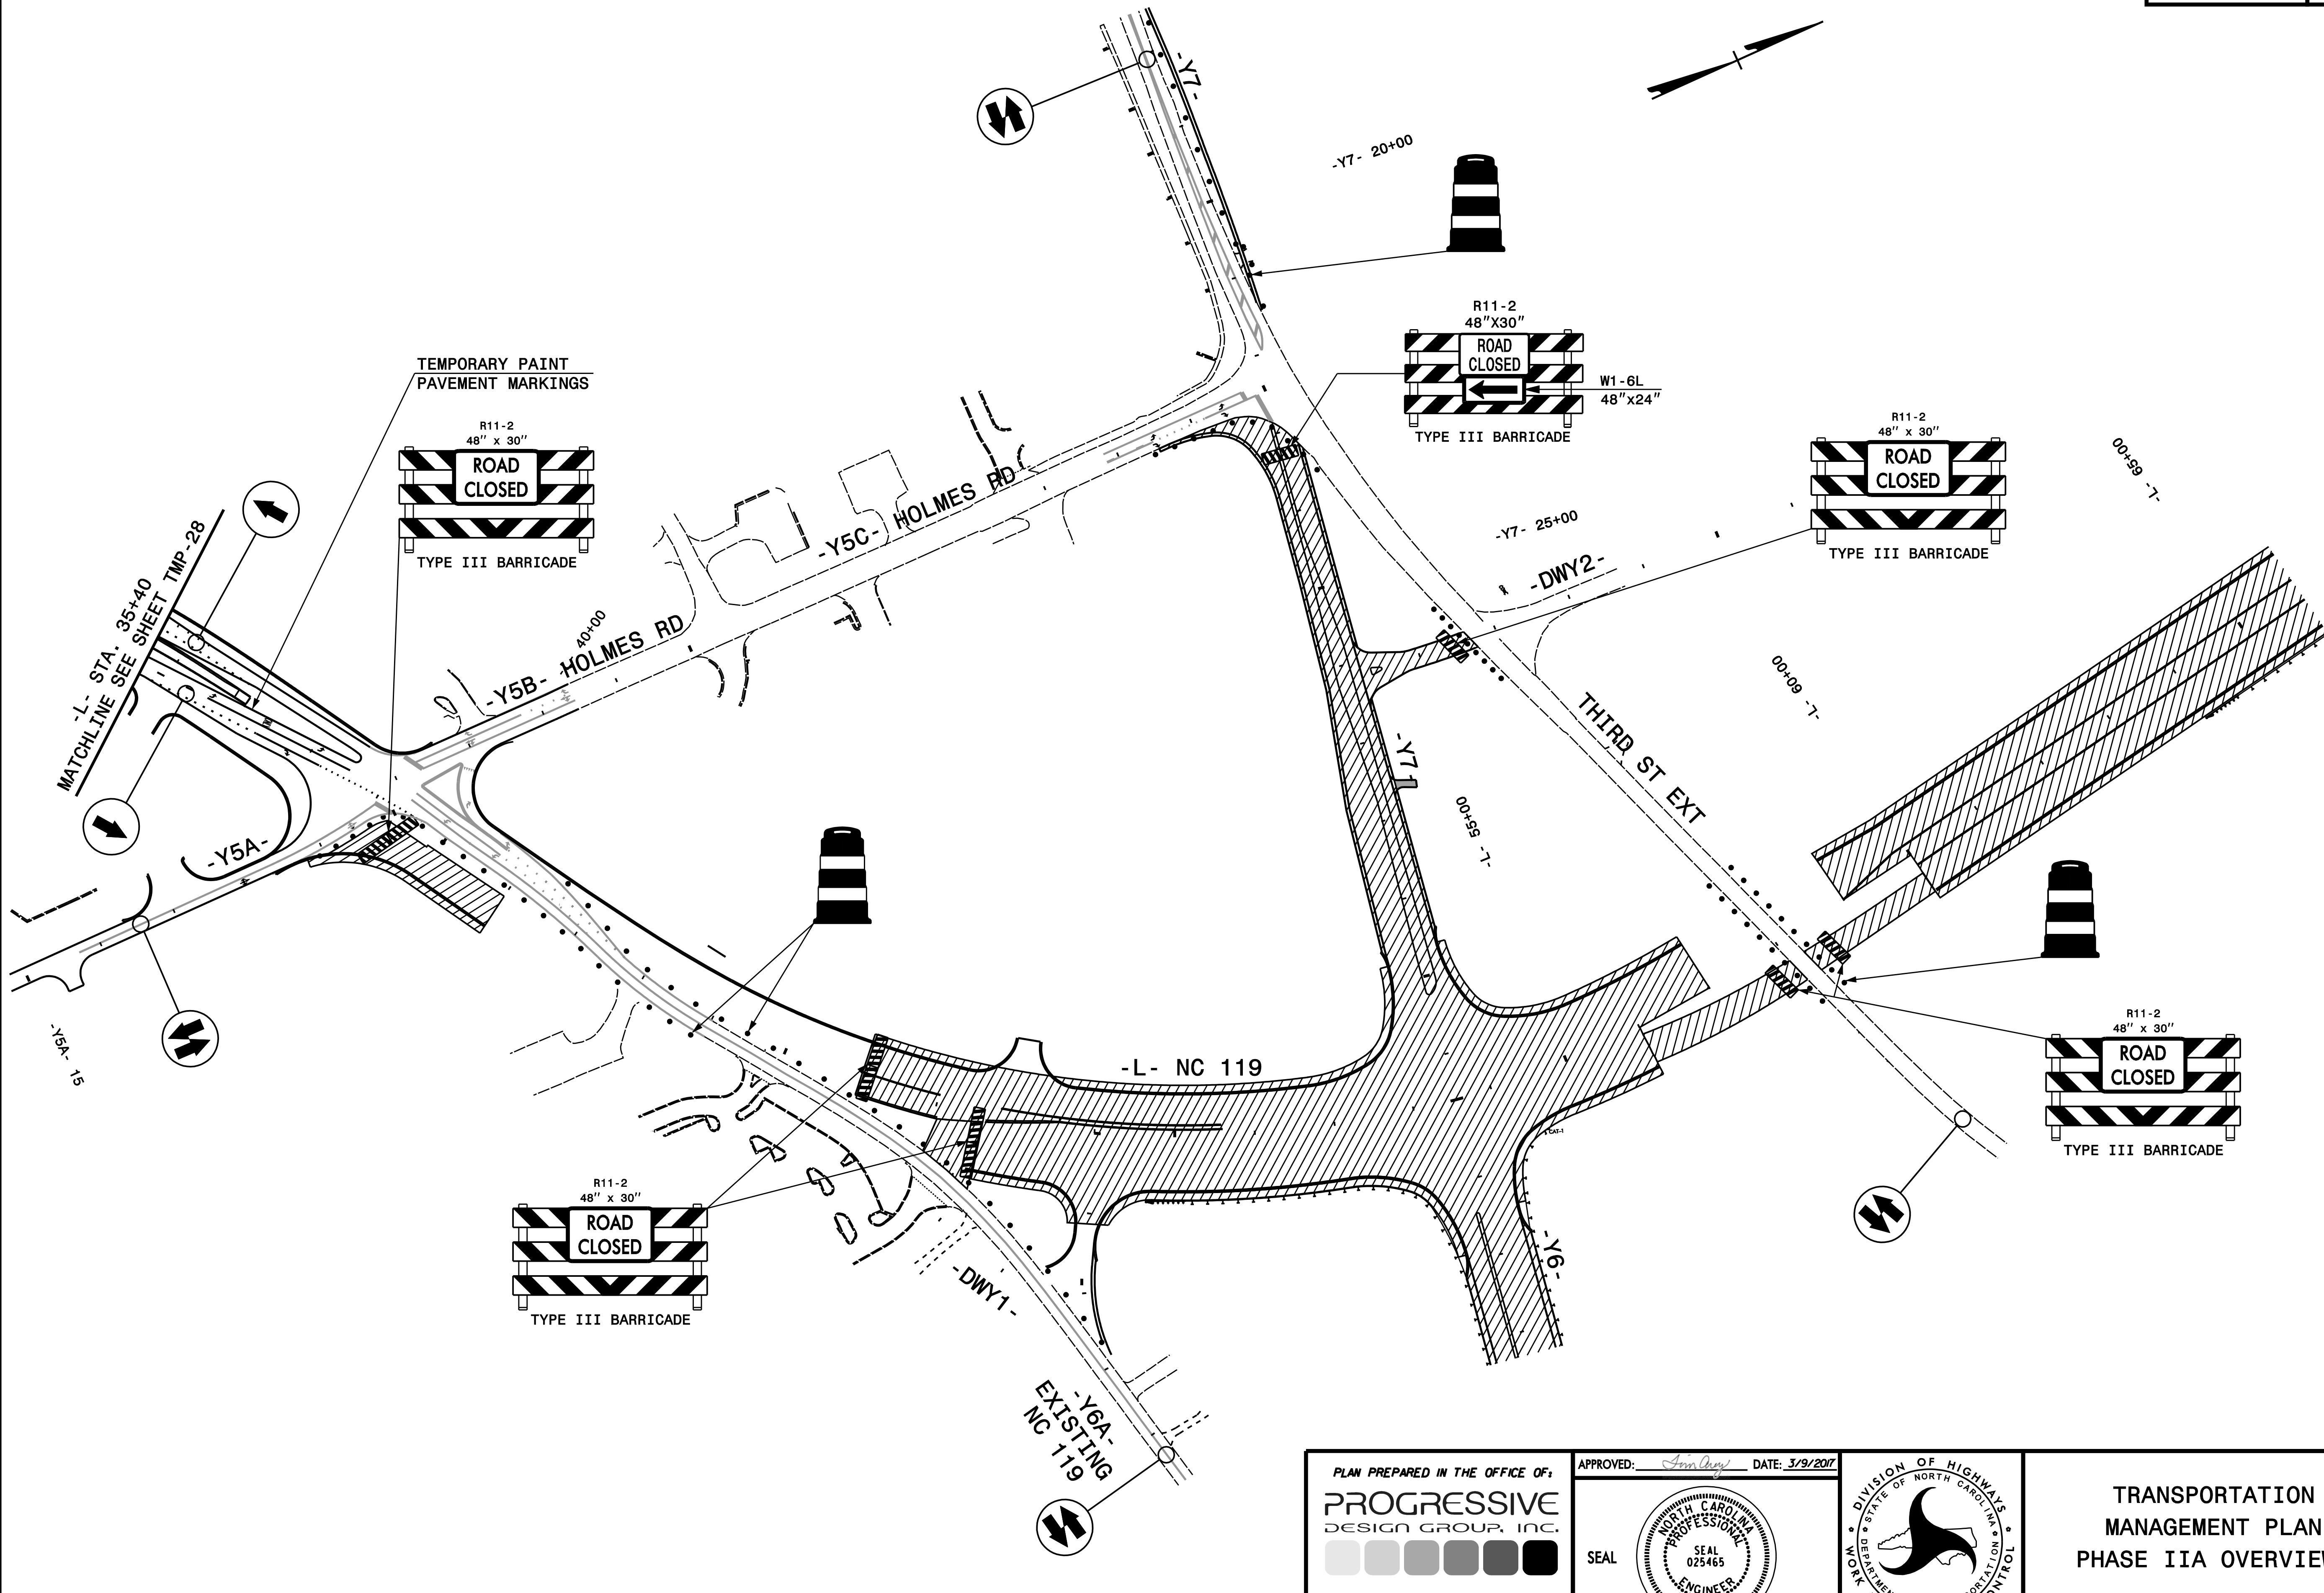 -Y7-
-Y7- 20+00
R11-2
48"X30"
ROAD
CLOSED
W1-6L
48"x24"
TYPE III BARRICADE
TEMPORARY PAINT
PAVEMENT MARKINGS
R11-2
48" x 30"
ROAD
CLOSED
TYPE III BARRICADE
R11-2
48" x 30"
ROAD
CLOSED
TYPE III BARRICADE
-L- 65+00
-L- STA. 35+40
MATCHLINE SEE SHEET TMP-28
-Y5C- HOLMES RD
-Y7- 25+00
-DWY2-
40+00
-Y5B- HOLMES RD
-L- 60+00
THIRD ST EXT
-Y7-
-L- 55+00
-Y5A-
-Y5A- 15
-L- NC 119
R11-2
48" x 30"
ROAD
CLOSED
TYPE III BARRICADE
CAT-1
R11-2
48" x 30"
ROAD
CLOSED
TYPE III BARRICADE
-Y6-
-DWY1-
-Y6A-
EXISTING
NC 119
PLAN PREPARED IN THE OFFICE OF:
PROGRESSIVE
DESIGN GROUP, INC.
APPROVED: DATE: 3/9/2017
SEAL
NORTH CAROLINA
PROFESSIONAL
SEAL
025465
ENGINEER
DIVISION OF HIGHWAYS
STATE OF NORTH CAROLINA
WORK
TRANSPORTATION
MANAGEMENT PLAN
PHASE IIA